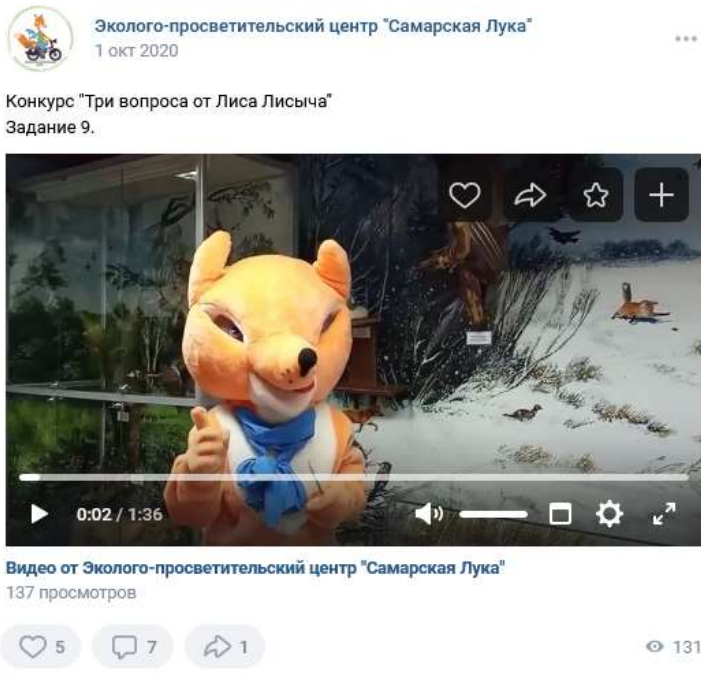 Эколого-просветительский центр "Самарская Лука"
1 окт 2020
Конкурс "Три вопроса от Лиса Лисыча"
Задание 9.
0:02 / 1:36
Видео от Эколого-просветительский центр "Самарская Лука"
137 просмотров
5
7
1
131